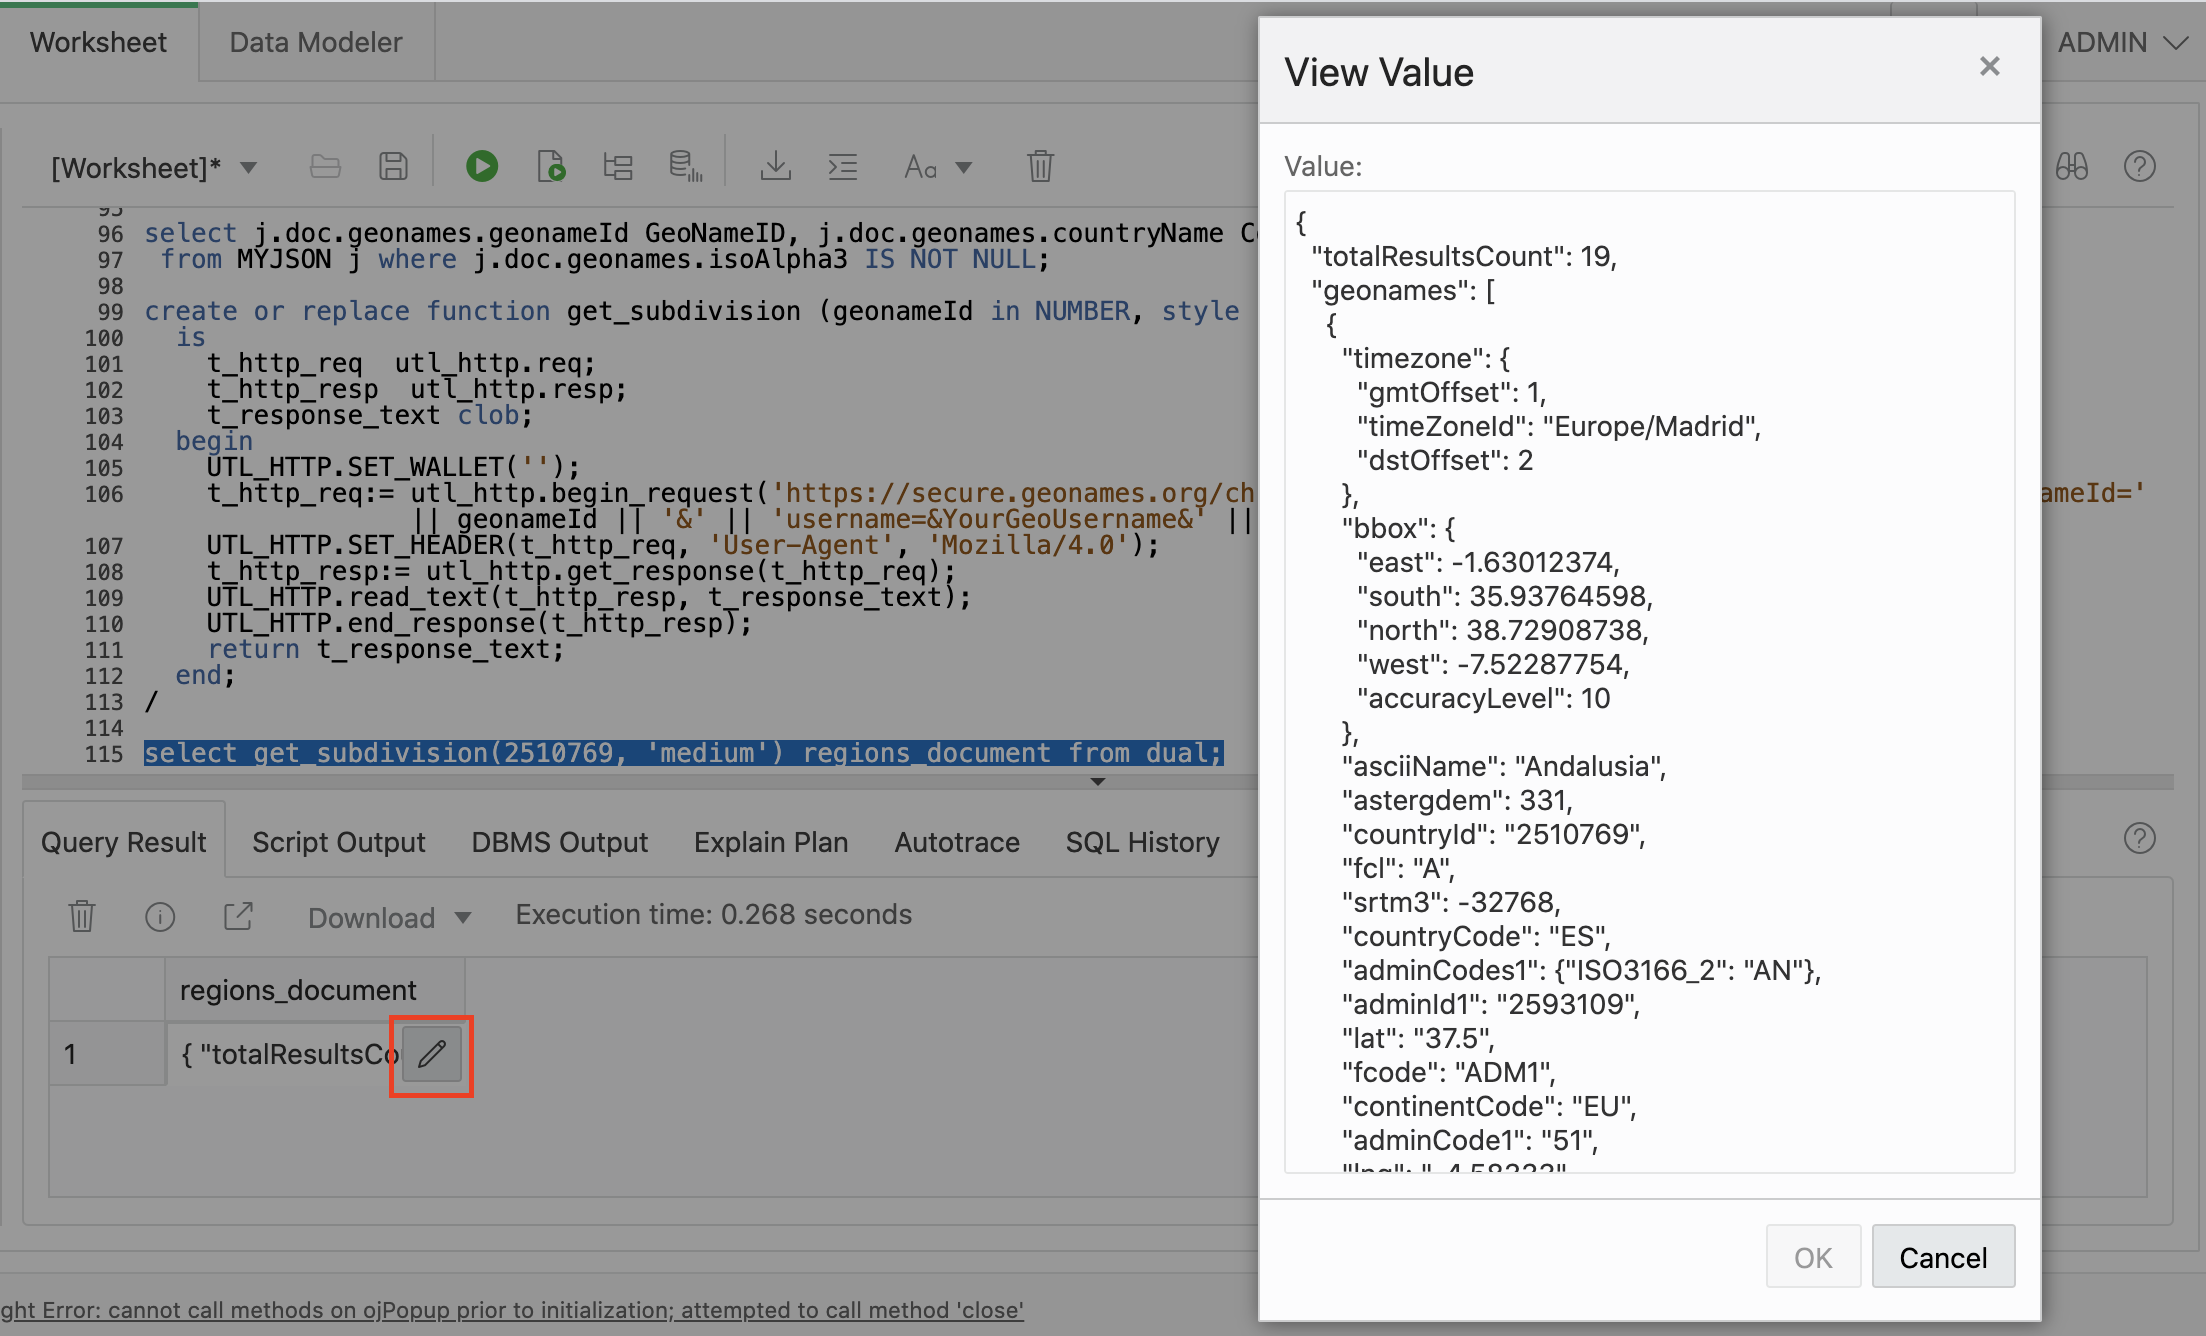 Worksheet
Data Modeler
ADMIN
[Worksheet]*
Aa
95
96 select j.doc.geonames.geonameId GeoNameID, j.doc.geonames.countryName
97 from MYJSON j where j.doc.geonames.isoAlpha3 IS NOT NULL;
98
99 create or replace function get_subdivision (geonameId in NUMBER, style
100 is
101 t_http_req utl_http.req;
102 t_http_resp utl_http.resp;
103 t_response_text clob;
104 begin
105 UTL_HTTP.SET_WALLET('');
106 t_http_req:= utl_http.begin_request('https://secure.geonames.org/ch ameId='
|| geonameId || '&' || 'username=&YourGeoUsername&' ||
107 UTL_HTTP.SET_HEADER(t_http_req, 'User-Agent', 'Mozilla/4.0');
108 t_http_resp:= utl_http.get_response(t_http_req);
109 UTL_HTTP.read_text(t_http_resp, t_response_text);
110 UTL_HTTP.end_response(t_http_resp);
111 return t_response_text;
112 end;
113 /
114
115 select get_subdivision(2510769, 'medium') regions_document from dual;
Query Result
Script Output
DBMS Output
Explain Plan
Autotrace
SQL History
Download
Execution time: 0.268 seconds
regions_document
1
{ "totalResultsCo
ght Error: cannot call methods on ojPopup prior to initialization; attempted to call method 'close'
View Value
×
Value:
{
"totalResultsCount": 19,
"geonames": [
{
"timezone": {
"gmtOffset": 1,
"timeZoneId": "Europe/Madrid",
"dstOffset": 2
},
"bbox": {
"east": -1.63012374,
"south": 35.93764598,
"north": 38.72908738,
"west": -7.52287754,
"accuracyLevel": 10
},
"asciiName": "Andalusia",
"astergdem": 331,
"countryId": "2510769",
"fcl": "A",
"srtm3": -32768,
"countryCode": "ES",
"adminCodes1": {"ISO3166_2": "AN"},
"adminId1": "2593109",
"lat": "37.5",
"fcode": "ADM1",
"continentCode": "EU",
"adminCode1": "51",
"lng": "-4.58333"
OK
Cancel